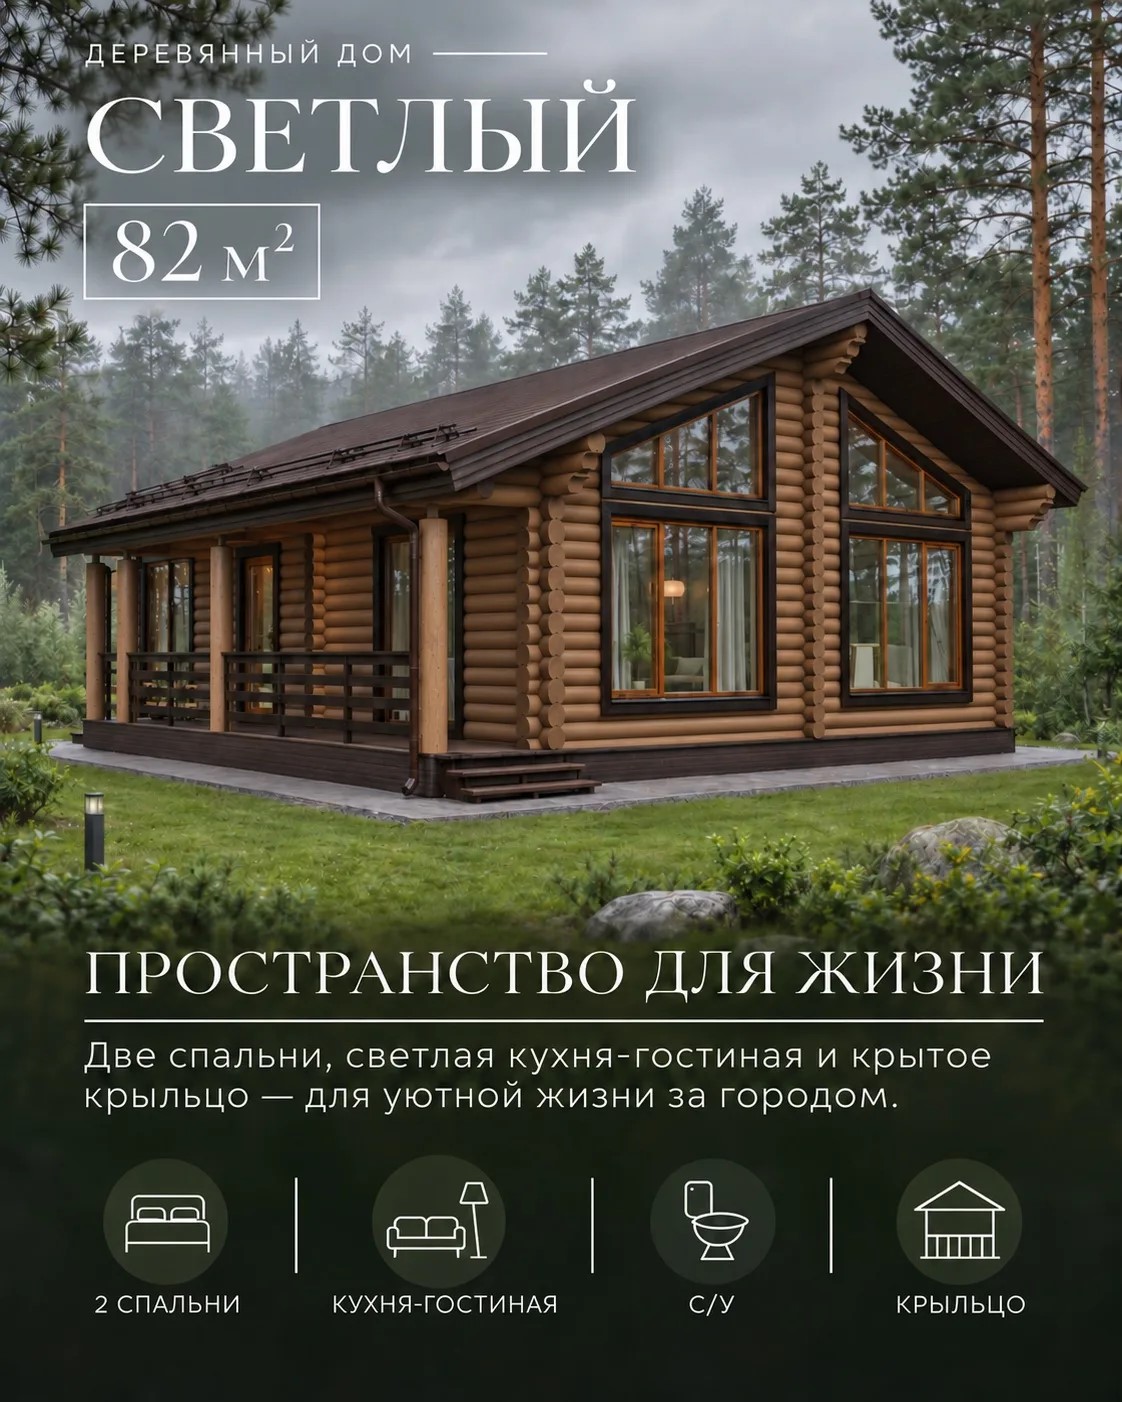 ДЕРЕВЯННЫЙ ДОМ
СВЕТЛЫЙ
82 м²
ПРОСТРАНСТВО ДЛЯ ЖИЗНИ
Две спальни, светлая кухня-гостиная и крытое
крыльцо — для уютной жизни за городом.
2 СПАЛЬНИ
КУХНЯ-ГОСТИНАЯ
С/У
КРЫЛЬЦО